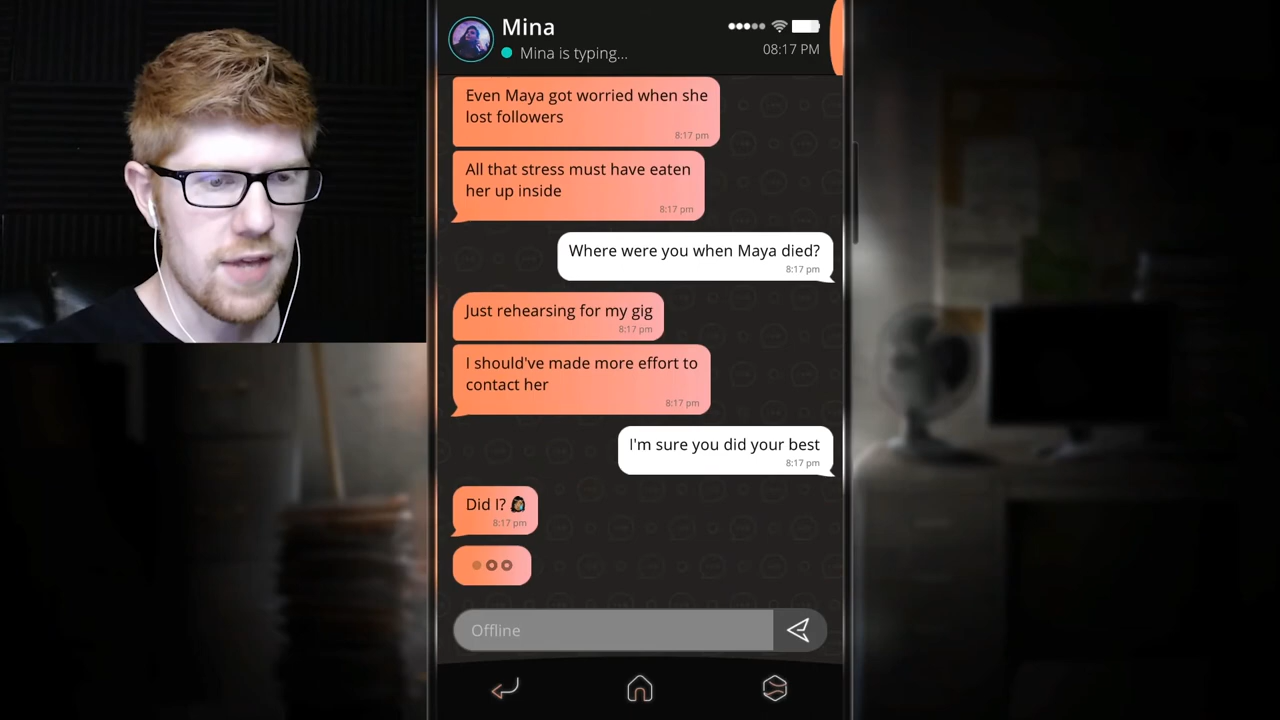 Mina
Mina is typing...
08:17 PM
Even Maya got worried when she
lost followers
8:17 pm
All that stress must have eaten
her up inside
8:17 pm
Where were you when Maya died?
8:17 pm
Just rehearsing for my gig
8:17 pm
I should've made more effort to
contact her
8:17 pm
I'm sure you did your best
8:17 pm
Did I?
8:17 pm
Offline